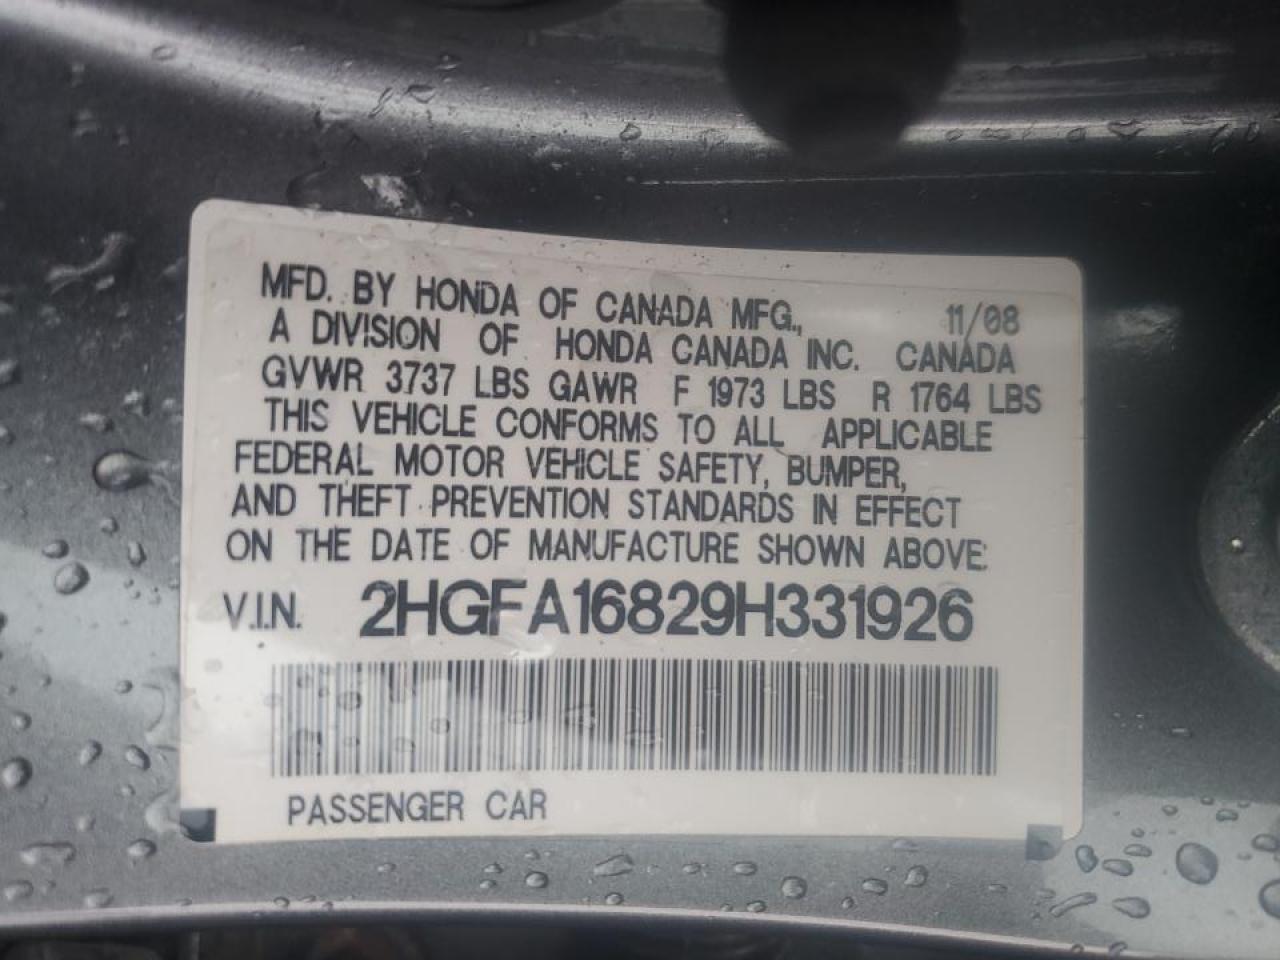 MFD. BY HONDA OF CANADA MFG., 11/08
A DIVISION OF HONDA CANADA INC. CANADA
GVWR 3737 LBS GAWR F 1973 LBS R 1764 LBS
THIS VEHICLE CONFORMS TO ALL APPLICABLE
FEDERAL MOTOR VEHICLE SAFETY, BUMPER,
AND THEFT PREVENTION STANDARDS IN EFFECT
ON THE DATE OF MANUFACTURE SHOWN ABOVE.
V.I.N. 2HGFA16829H331926
PASSENGER CAR